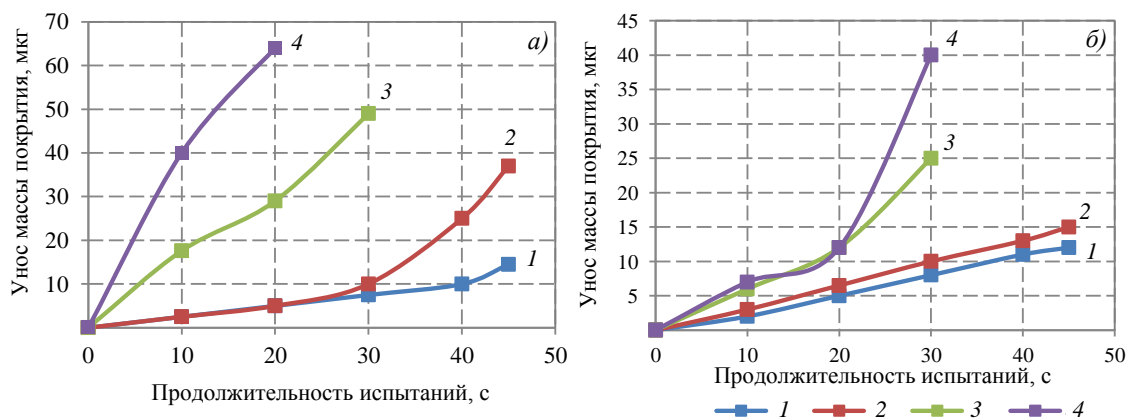 а)
Унос массы покрытия, мкг
70
60
50
40
30
20
10
0
0 10 20 30 40 50
4
3
2
1
Продолжительность испытаний, с
б)
Унос массы покрытия, мкг
45
40
35
30
25
20
15
10
5
0
0 10 20 30 40 50
4
3
2
1
Продолжительность испытаний, с
1 2 3 4